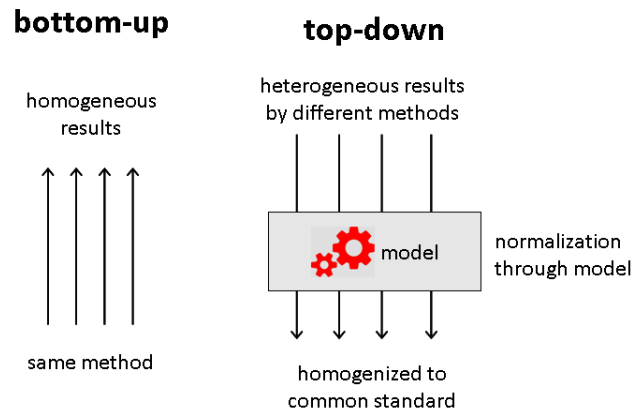 bottom-up
homogeneous
results
same method
top-down
heterogeneous results
by different methods
model
normalization
through model
homogenized to
common standard